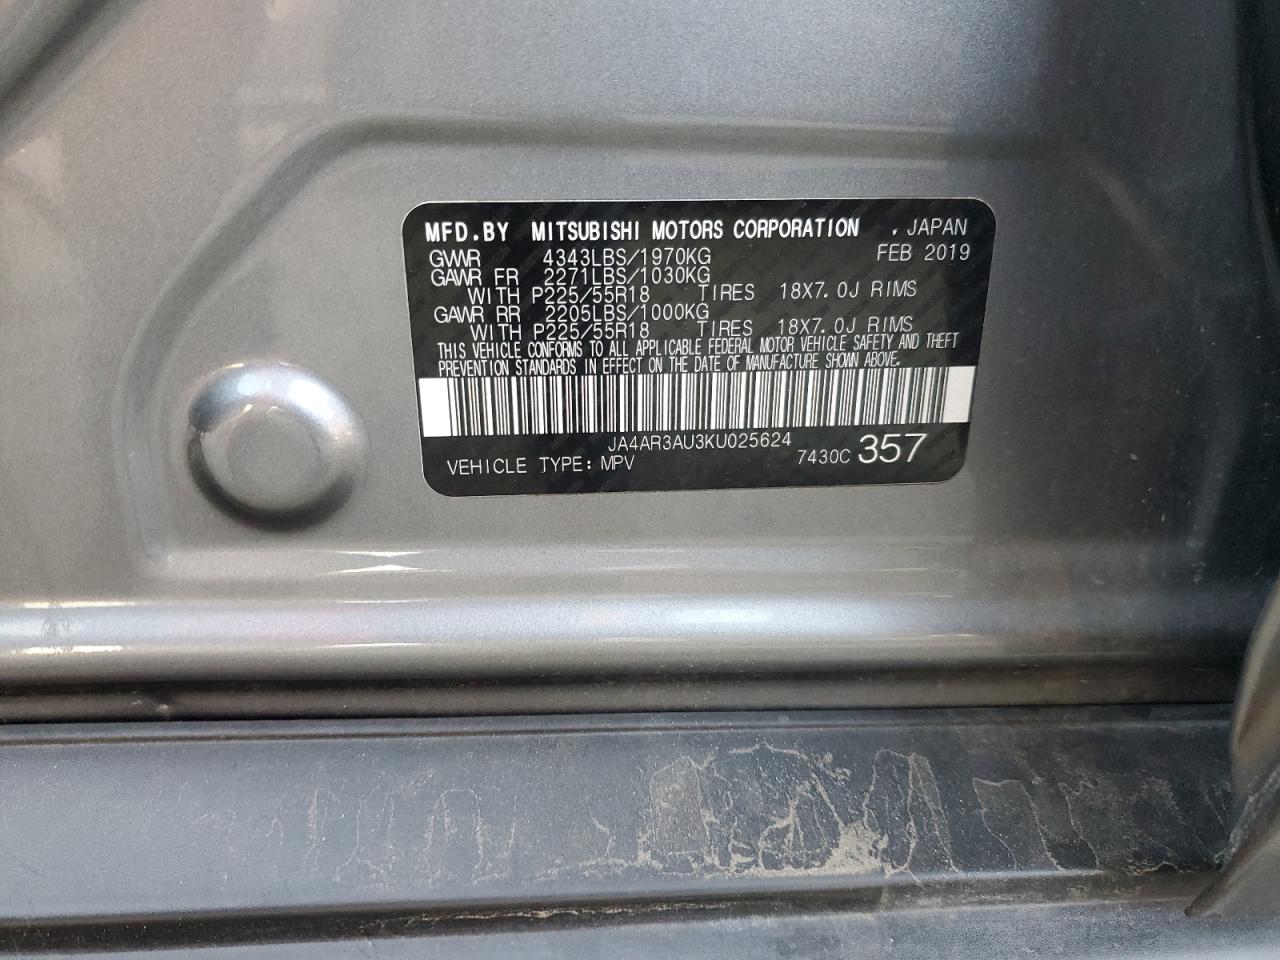 MFD.BY MITSUBISHI MOTORS CORPORATION , JAPAN
GVWR 4343LBS/1970KG FEB 2019
GAWR FR 2271LBS/1030KG
WITH P225/55R18 TIRES 18X7.0J RIMS
GAWR RR 2205LBS/1000KG
WITH P225/55R18 TIRES 18X7.0J RIMS
THIS VEHICLE CONFORMS TO ALL APPLICABLE FEDERAL MOTOR VEHICLE SAFETY AND THEFT
PREVENTION STANDARDS IN EFFECT ON THE DATE OF MANUFACTURE SHOWN ABOVE.
JA4AR3AU3KU025624
VEHICLE TYPE: MPV 7430C 357